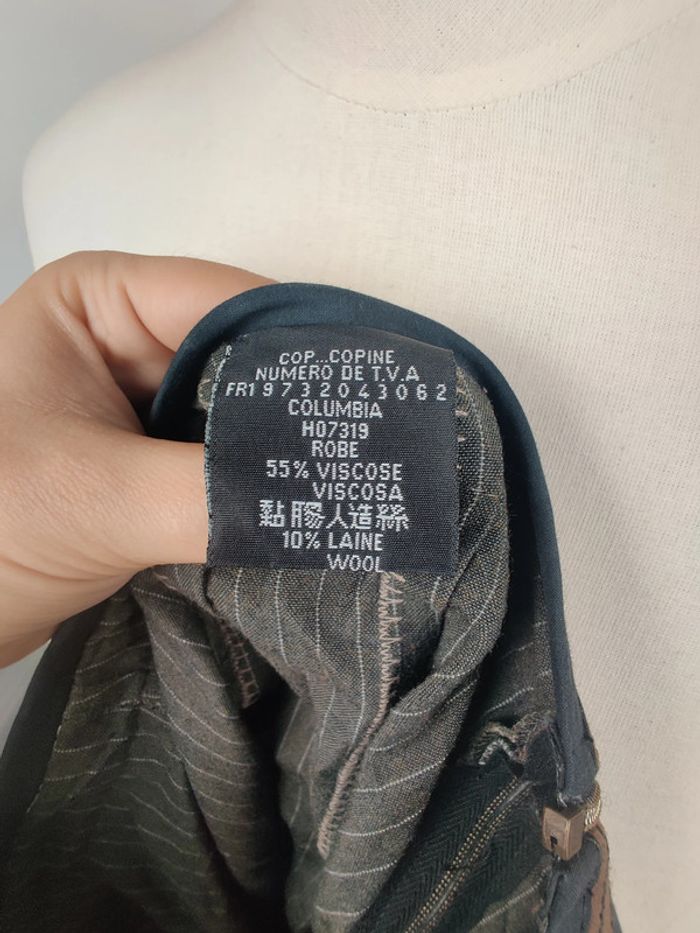 COP...COPINE
NUMERO DE T.V.A
FR19732043062
COLUMBIA
H07319
ROBE
55% VISCOSE
VISCOSA
黏膠人造絲
10% LAINE
WOOL